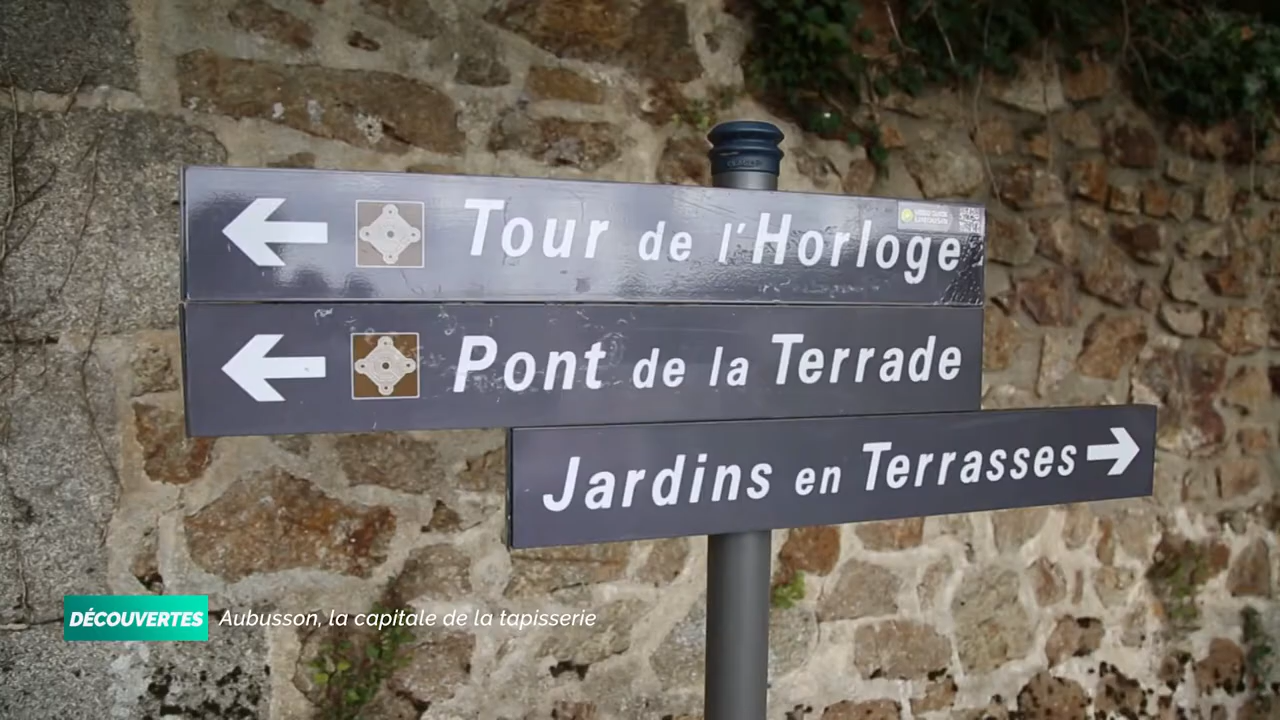 Tour de l'Horloge
Pont de la Terrade
Jardins en Terrasses
DÉCOUVERTES Aubusson, la capitale de la tapisserie